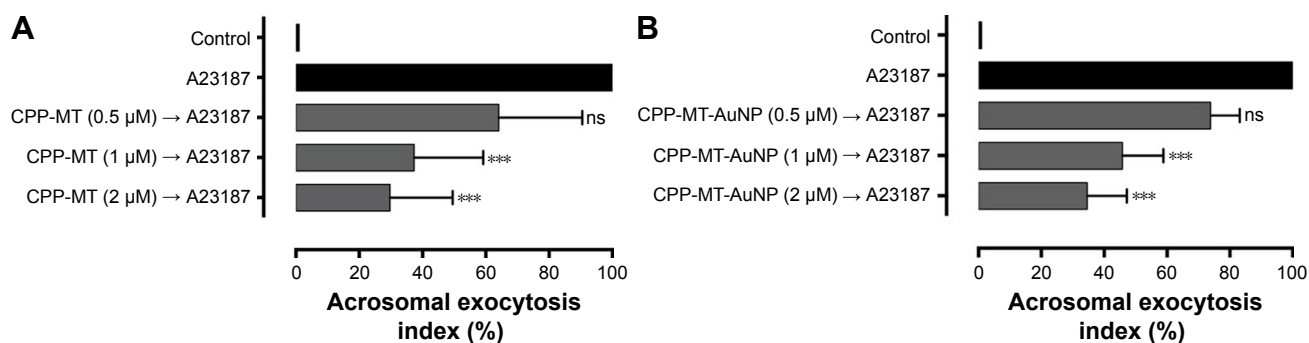 A
Control
A23187
CPP-MT (0.5 µM) → A23187
ns
CPP-MT (1 µM) → A23187
***
CPP-MT (2 µM) → A23187
***
0 20 40 60 80 100
Acrosomal exocytosis
index (%)
B
Control
A23187
CPP-MT-AuNP (0.5 µM) → A23187
ns
CPP-MT-AuNP (1 µM) → A23187
***
CPP-MT-AuNP (2 µM) → A23187
***
0 20 40 60 80 100
Acrosomal exocytosis
index (%)